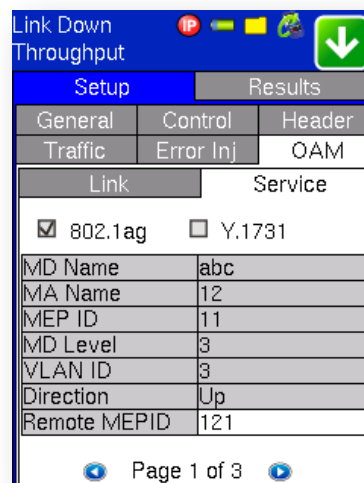 Link Down
Throughput
IP
Setup Results
General Control Header
Traffic Error Inj OAM
Link Service
802.1ag Y.1731
MD Name abc
MA Name 12
MEP ID 11
MD Level 3
VLAN ID 3
Direction Up
Remote MEPID 121
Page 1 of 3